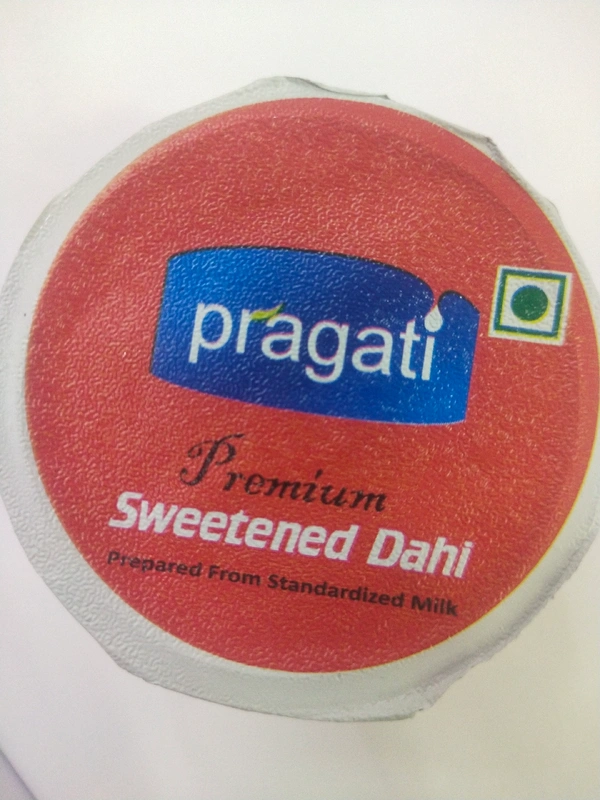 pragati
Premium
Sweetened Dahi
Prepared From Standardized Milk